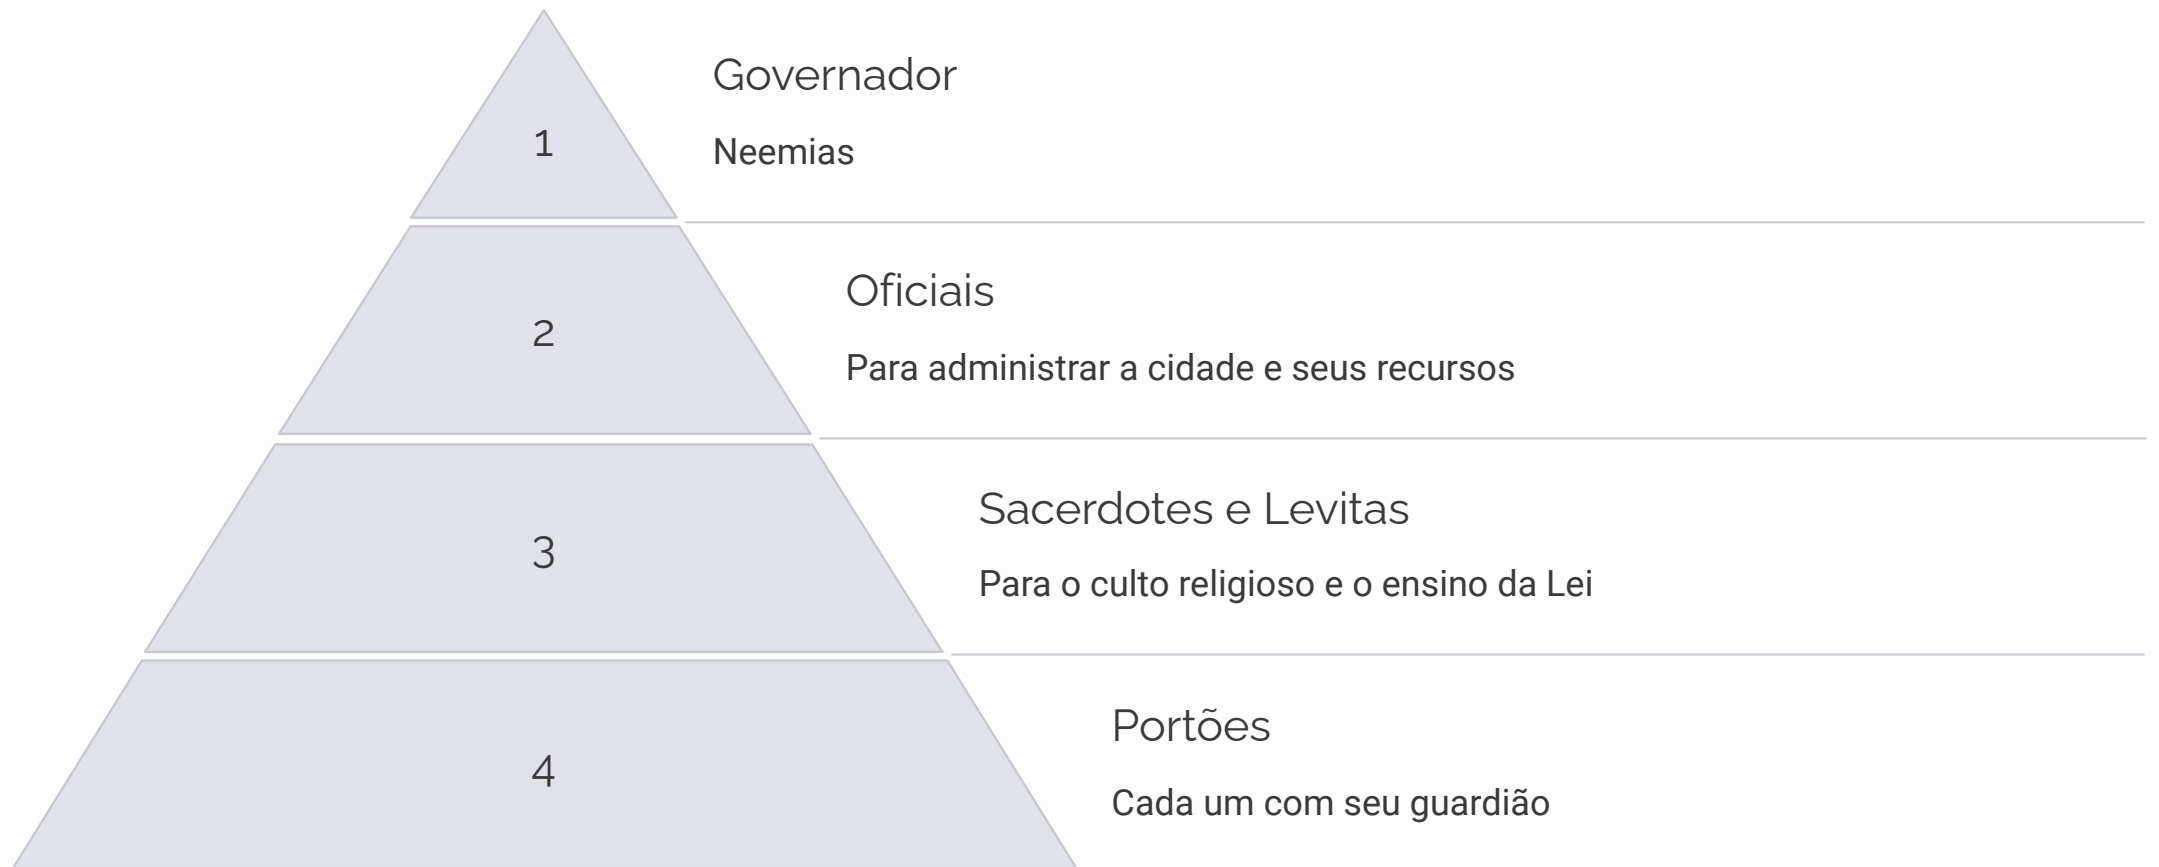 1
Governador
Neemias
2
Oficiais
Para administrar a cidade e seus recursos
3
Sacerdotes e Levitas
Para o culto religioso e o ensino da Lei
4
Portões
Cada um com seu guardião